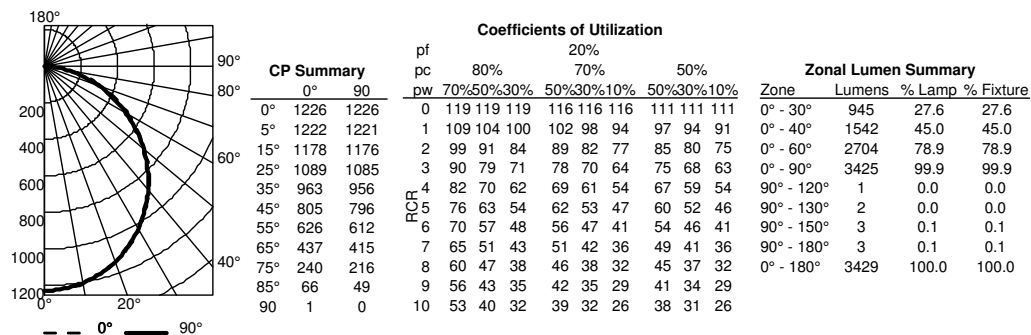 180°
90°
80°
200
400
600
60°
800
1000
40°
1200
0°
20°
0°
90°
CP Summary
0° 90
0° 1226 1226
5° 1222 1221
15° 1178 1176
25° 1089 1085
35° 963 956
45° 805 796
55° 626 612
65° 437 415
75° 240 216
85° 66 49
90 1 0
Coefficients of Utilization
pf 20%
pc 80% 70% 50%
pw 70%50%30% 50%30%10% 50%30%10%
RCR
0 119 119 119 116 116 116 111 111 111
1 109 104 100 102 98 94 97 94 91
2 99 91 84 89 82 77 85 80 75
3 90 79 71 78 70 64 75 68 63
4 82 70 62 69 61 54 67 59 54
5 76 63 54 62 53 47 60 52 46
6 70 57 48 56 47 41 54 46 41
7 65 51 43 51 42 36 49 41 36
8 60 47 38 46 38 32 45 37 32
9 56 43 35 42 35 29 41 34 29
10 53 40 32 39 32 26 38 31 26
Zonal Lumen Summary
Zone Lumens % Lamp % Fixture
0° - 30° 945 27.6 27.6
0° - 40° 1542 45.0 45.0
0° - 60° 2704 78.9 78.9
0° - 90° 3425 99.9 99.9
90° - 120° 1 0.0 0.0
90° - 130° 2 0.0 0.0
90° - 150° 3 0.1 0.1
90° - 180° 3 0.1 0.1
0° - 180° 3429 100.0 100.0